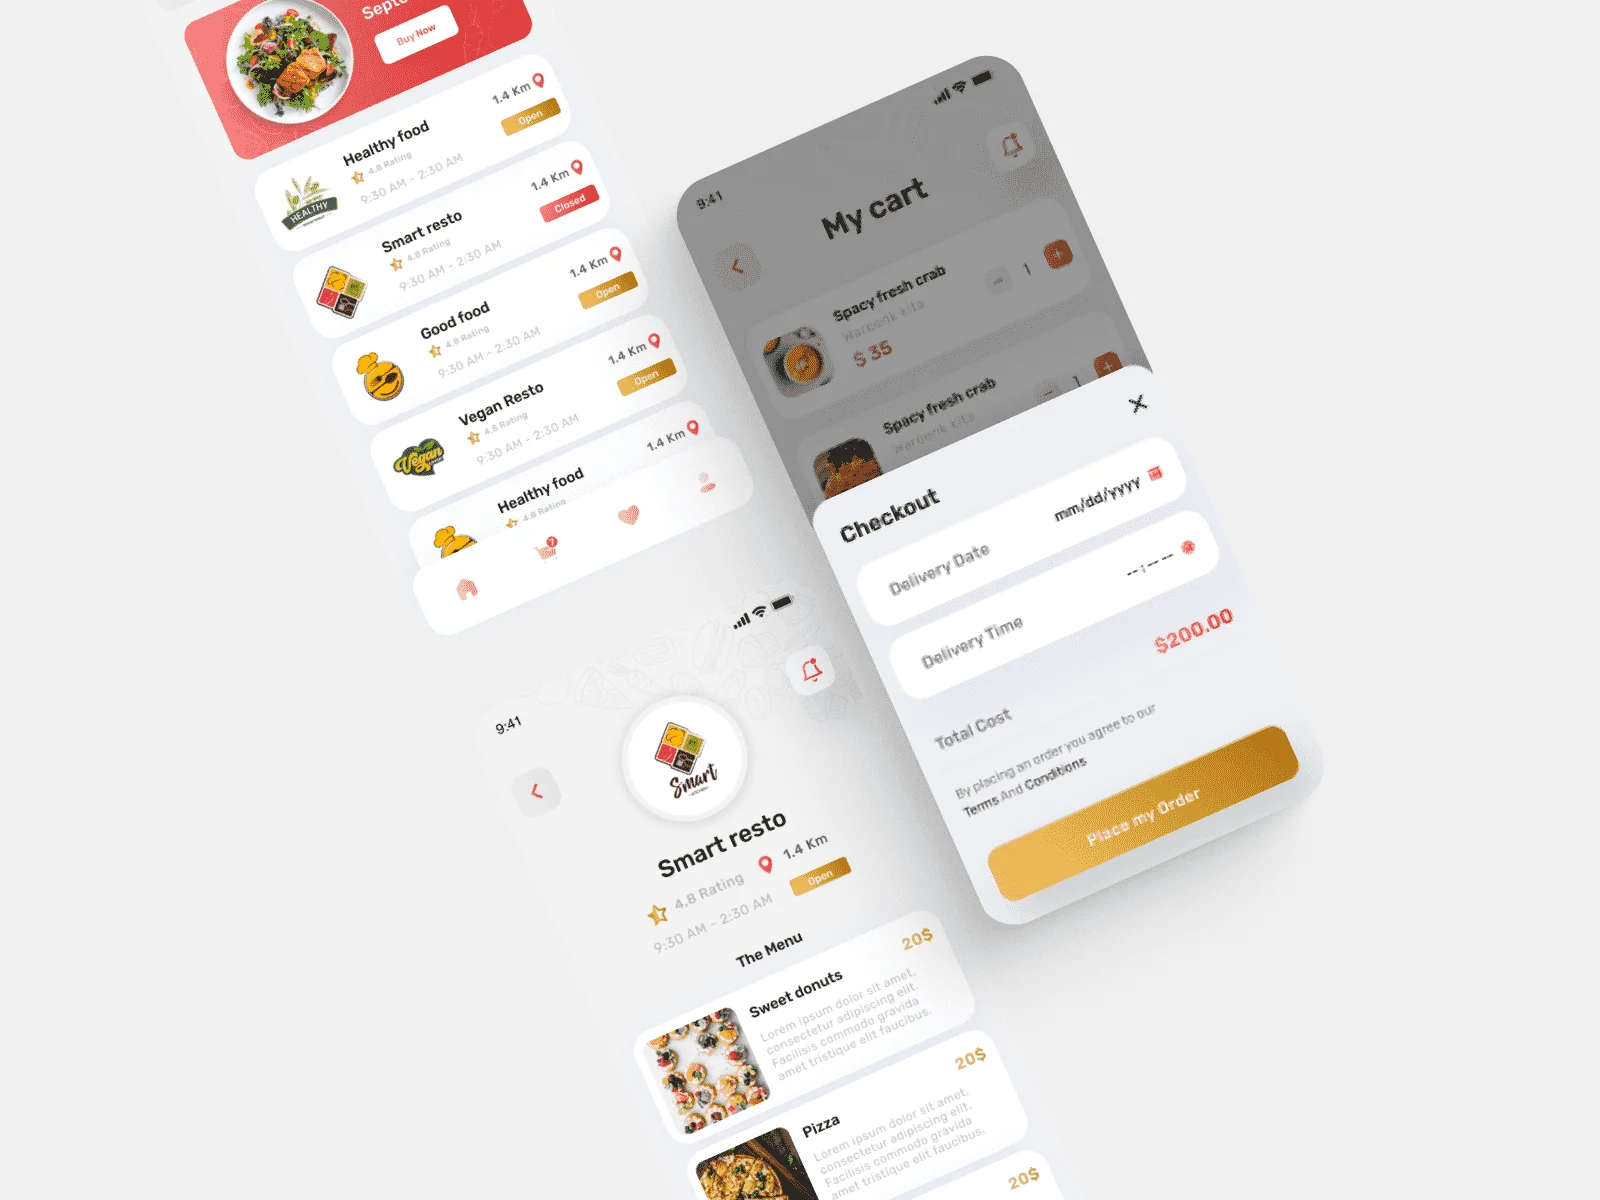 Septe
Buy Now
Healthy food
4,8 Rating
9:30 AM - 2:30 AM
1.4 Km
Open
HEALTHY
Smart resto
4,8 Rating
9:30 AM - 2:30 AM
1.4 Km
Closed
Good food
4,8 Rating
9:30 AM - 2:30 AM
1.4 Km
Open
Vegan Resto
4,8 Rating
9:30 AM - 2:30 AM
1.4 Km
Open
Vegan
Healthy food
4,8 Rating
1.4 Km
7
9:41
My cart
Spacy fresh crab
Waroenk kita
$ 35
1
Spacy fresh crab
Waroenk kita
1
Checkout
Delivery Date
mm/dd/yyyy
Delivery Time
--:-- --
$200.00
Total Cost
By placing an order you agree to our
Terms And Conditions
Place my Order
9:41
Smart
Smart resto
4,8 Rating
1.4 Km
9:30 AM - 2:30 AM
Open
The Menu
Sweet donuts
20$
Lorem ipsum dolor sit amet,
consectetur adipiscing elit.
Facilisis commodo gravida
amet tristique elit faucibus.
Pizza
20$
Lorem ipsum dolor sit amet,
consectetur adipiscing elit.
Facilisis commodo gravida
amet tristique elit faucibus.
20$